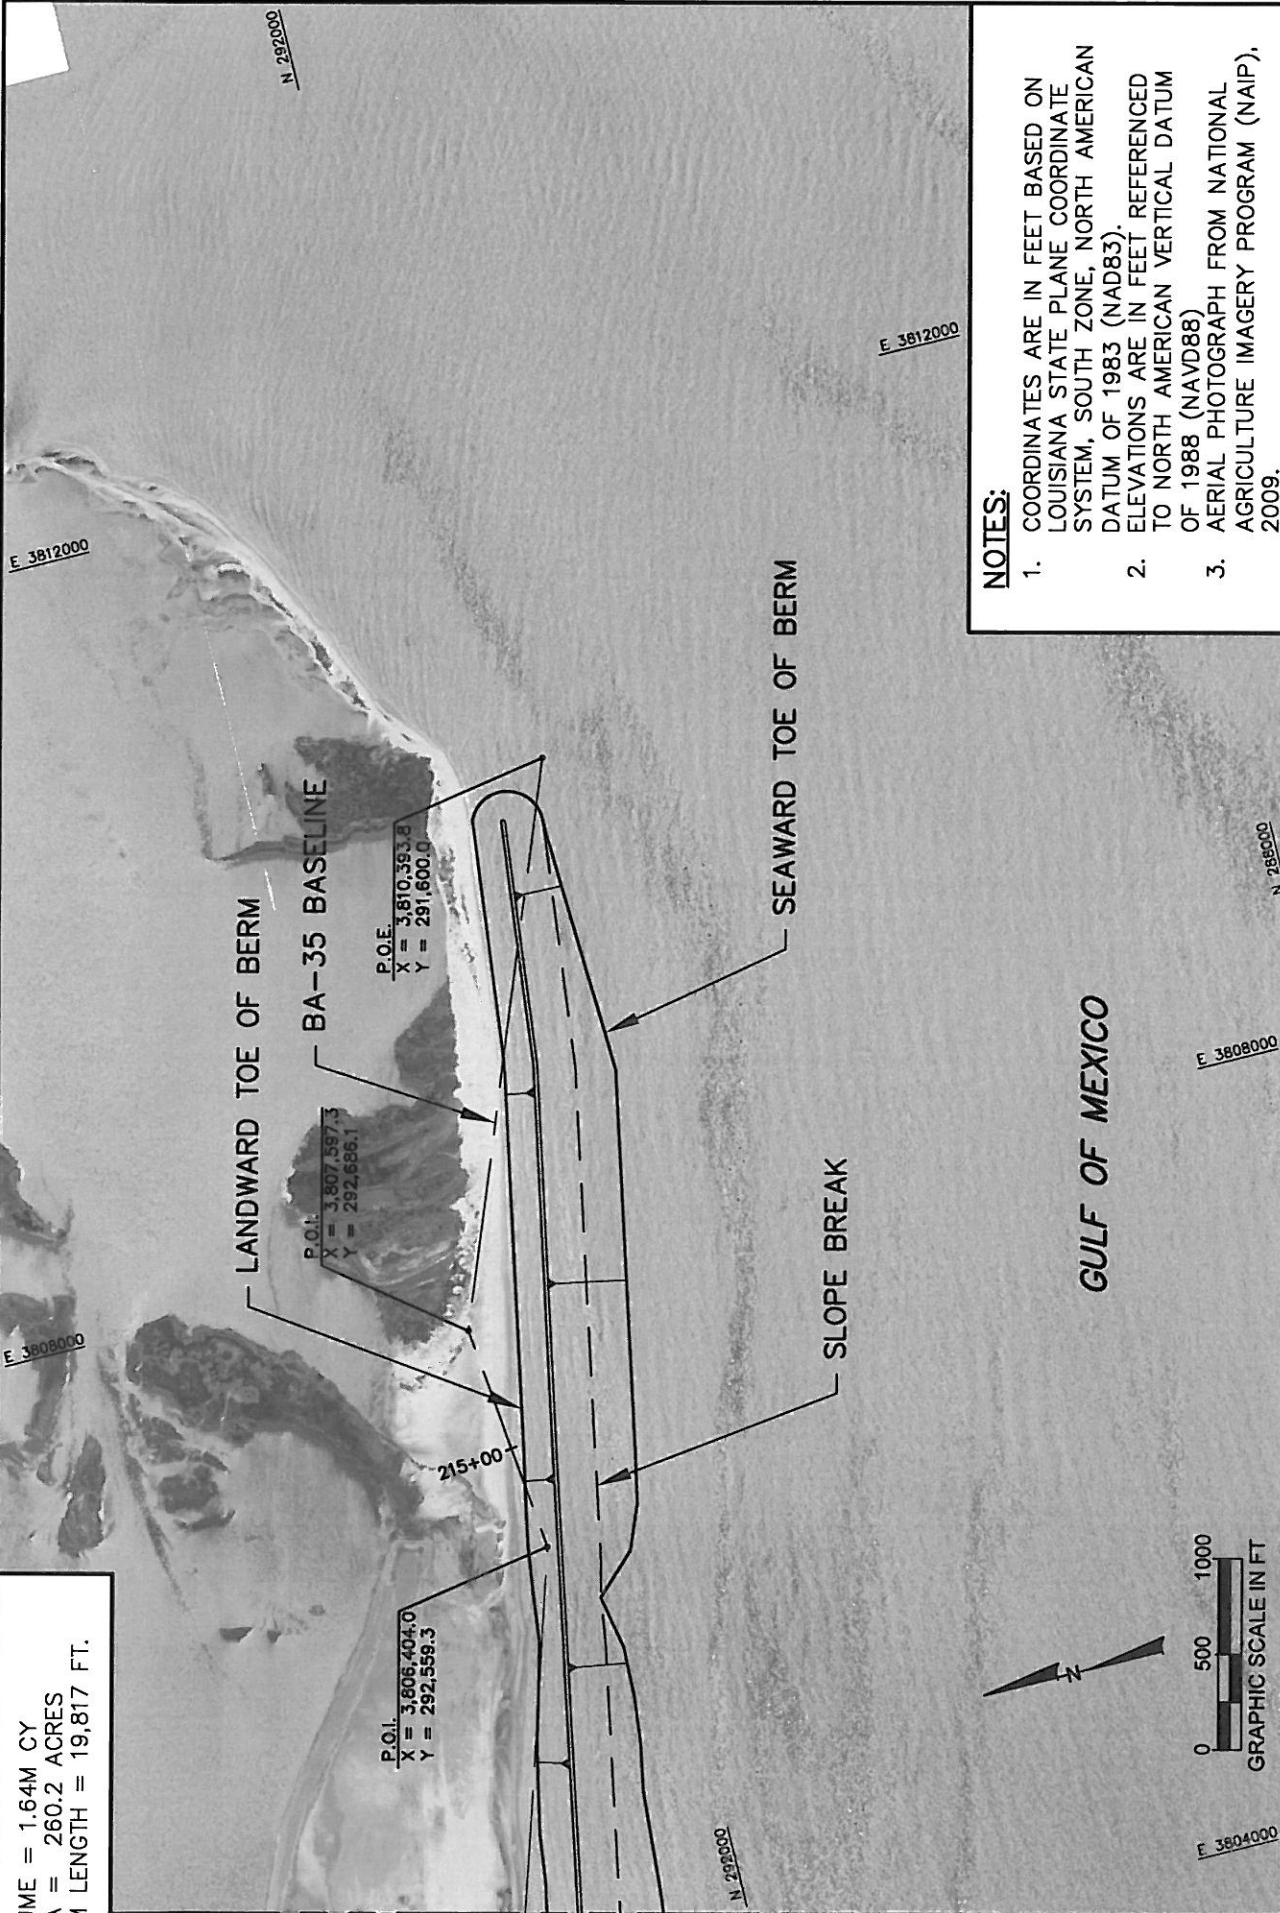 UME = 1.64M CY
= 260.2 ACRES
LENGTH = 19,817 FT.
P.O.I.
X = 3,806,404.0
Y = 292,559.3
215+00
E 3808000
LANDWARD TOE OF BERM
P.O.I.
X = 3,807,597.3
Y = 292,686.1
BA-35 BASELINE
P.O.E.
X = 3,810,393.8
Y = 291,600.0
E 3812000
N 292000
E 3812000
SEAWARD TOE OF BERM
SLOPE BREAK
GULF OF MEXICO
N 292000
E 3804000
E 3808000
N 288000
N
0 500 1000
GRAPHIC SCALE IN FT
NOTES:
1. COORDINATES ARE IN FEET BASED ON
LOUISIANA STATE PLANE COORDINATE
SYSTEM, SOUTH ZONE, NORTH AMERICAN
DATUM OF 1983 (NAD83).
2. ELEVATIONS ARE IN FEET REFERENCED
TO NORTH AMERICAN VERTICAL DATUM
OF 1988 (NAVD88)
3. AERIAL PHOTOGRAPH FROM NATIONAL
AGRICULTURE IMAGERY PROGRAM (NAIP),
2009.